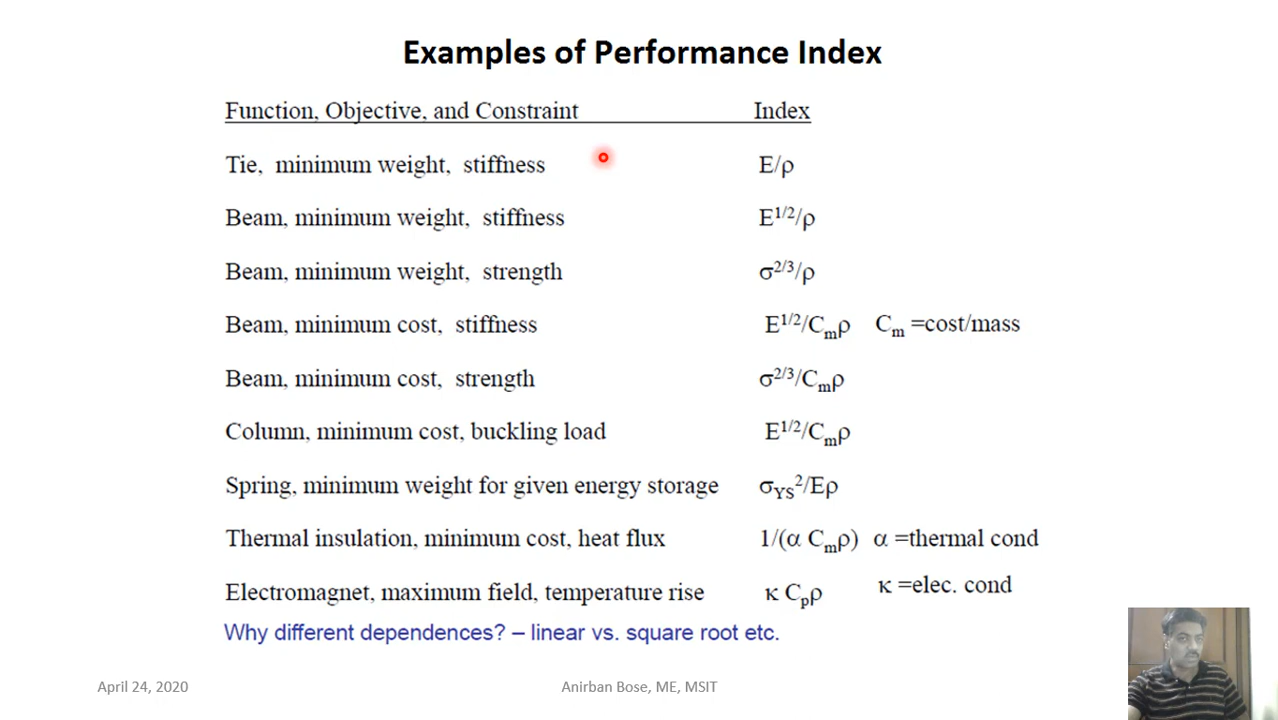 Examples of Performance Index
Function, Objective, and Constraint Index
Tie, minimum weight, stiffness E/ρ
Beam, minimum weight, stiffness E^1/2/ρ
Beam, minimum weight, strength σ^2/3/ρ
Beam, minimum cost, stiffness E^1/2/C_mρ C_m =cost/mass
Beam, minimum cost, strength σ^2/3/C_mρ
Column, minimum cost, buckling load E^1/2/C_mρ
Spring, minimum weight for given energy storage σ_YS^2/Eρ
Thermal insulation, minimum cost, heat flux 1/(α C_mρ) α =thermal cond
Electromagnet, maximum field, temperature rise κ C_pρ κ =elec. cond
Why different dependences? – linear vs. square root etc.
April 24, 2020 Anirban Bose, ME, MSIT